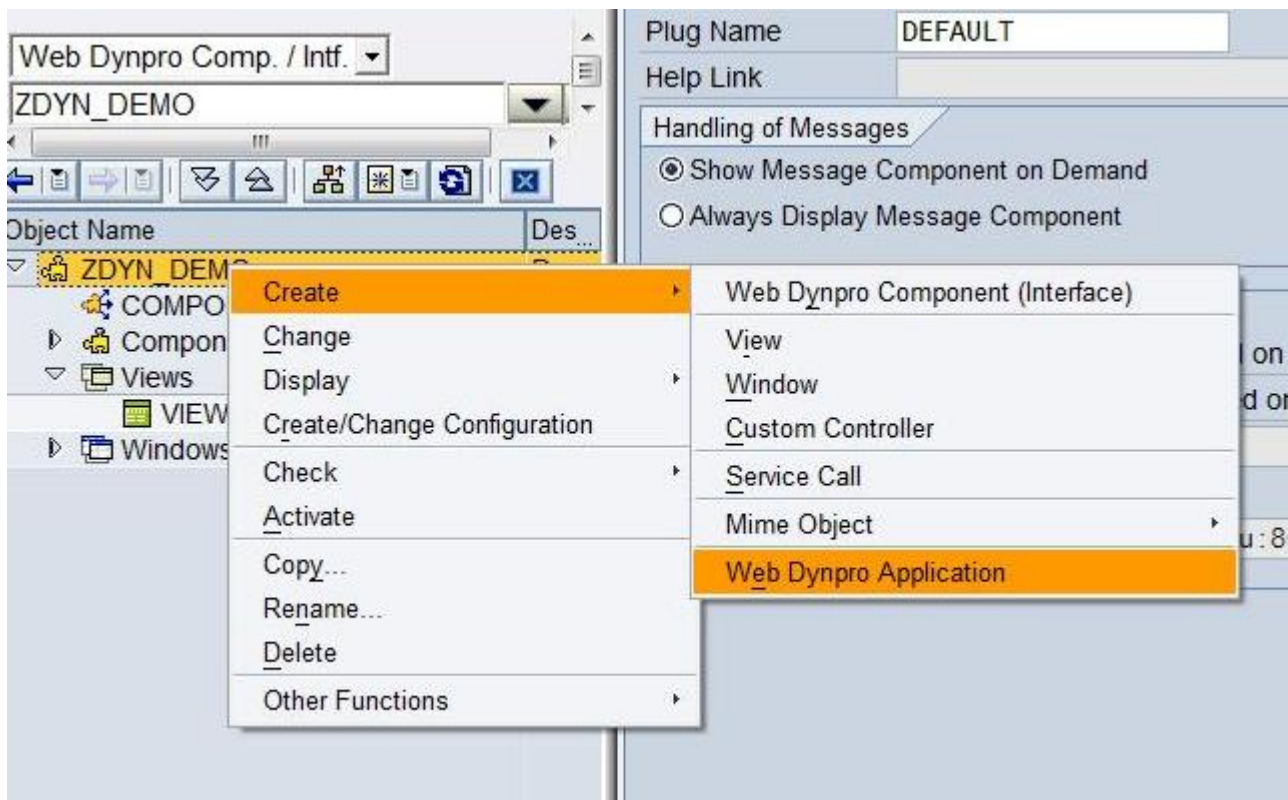 Web Dynpro Comp. / Intf.
ZDYN_DEMO
Object Name
Des...
ZDYN_DEM
COMPO
Compon
Views
VIEW
Windows
Create
Change
Display
Create/Change Configuration
Check
Activate
Copy...
Rename...
Delete
Other Functions
Web Dynpro Component (Interface)
View
Window
Custom Controller
Service Call
Mime Object
Web Dynpro Application
Plug Name
DEFAULT
Help Link
Handling of Messages
Show Message Component on Demand
Always Display Message Component
on
d or
u:8